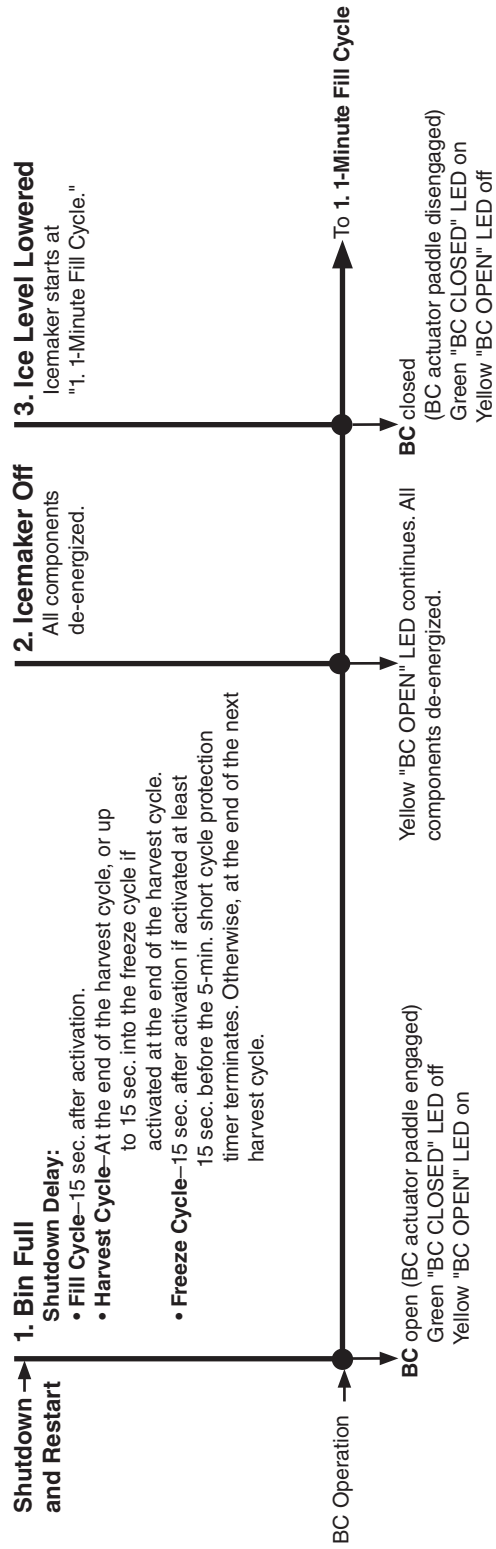 Shutdown
and Restart
1. Bin Full
Shutdown Delay:
• Fill Cycle–15 sec. after activation.
• Harvest Cycle–At the end of the harvest cycle, or up
to 15 sec. into the freeze cycle if
activated at the end of the harvest cycle.
• Freeze Cycle–15 sec. after activation if activated at least
15 sec. before the 5-min. short cycle protection
timer terminates. Otherwise, at the end of the next
harvest cycle.
2. Icemaker Off
All components
de-energized.
3. Ice Level Lowered
Icemaker starts at
"1. 1-Minute Fill Cycle."
BC Operation
To 1. 1-Minute Fill Cycle
BC open (BC actuator paddle engaged)
Green "BC CLOSED" LED off
Yellow "BC OPEN" LED on
Yellow "BC OPEN" LED continues. All
components de-energized.
BC closed
(BC actuator paddle disengaged)
Green "BC CLOSED" LED on
Yellow "BC OPEN" LED off